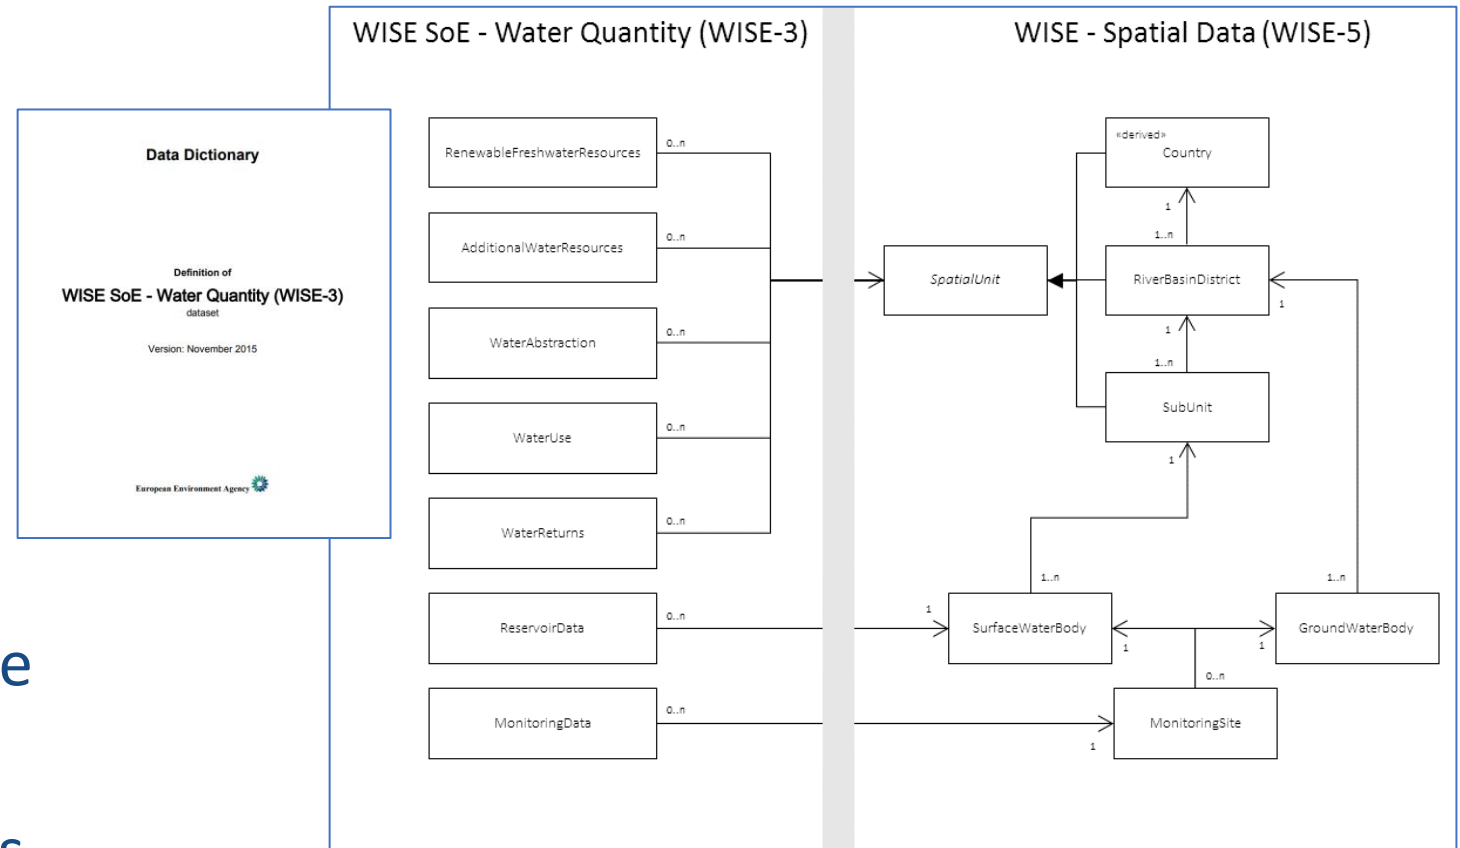 WISE SoE - Water Quantity (WISE-3)
WISE - Spatial Data (WISE-5)
Data Dictionary
Definition of
WISE SoE - Water Quantity (WISE-3)
dataset
Version: November 2015
European Environment Agency
RenewableFreshwaterResources
0..n
AdditionalWaterResources
0..n
WaterAbstraction
0..n
WaterUse
0..n
WaterReturns
0..n
ReservoirData
0..n
MonitoringData
0..n
«derived»
Country
1
1..n
SpatialUnit
RiverBasinDistrict
1
1
1..n
SubUnit
1
1..n
1..n
1
SurfaceWaterBody
1
1
GroundWaterBody
0..n
MonitoringSite
1
e
s